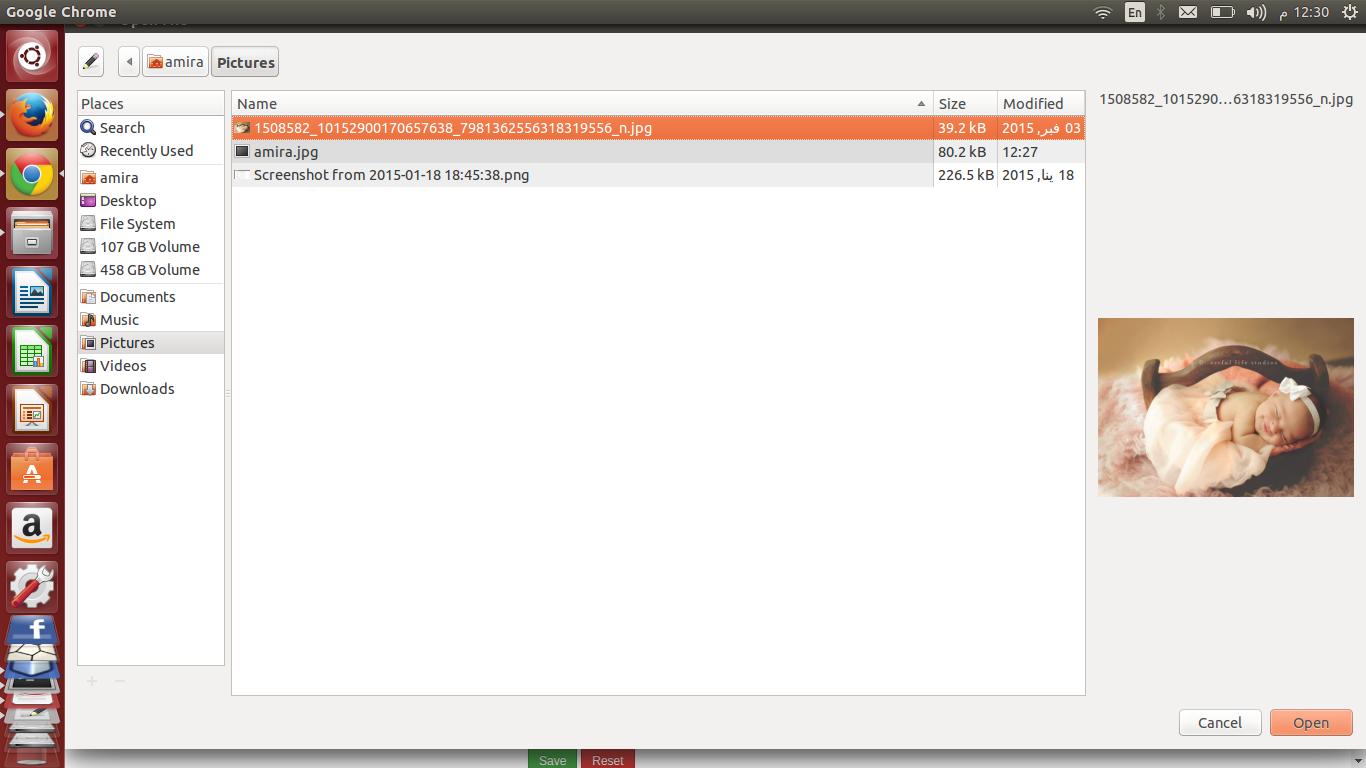 Google Chrome
En
12:30 م
amira
Pictures
Places
Search
Recently Used
amira
Desktop
File System
107 GB Volume
458 GB Volume
Documents
Music
Pictures
Videos
Downloads
Name Size Modified
1508582_10152900170657638_7981362556318319556_n.jpg 39.2 kB 03 فبر, 2015
amira.jpg 80.2 kB 12:27
Screenshot from 2015-01-18 18:45:38.png 226.5 kB 18 ينا, 2015
1508582_1015290...6318319556_n.jpg
life studios
Cancel
Open
Save
Reset